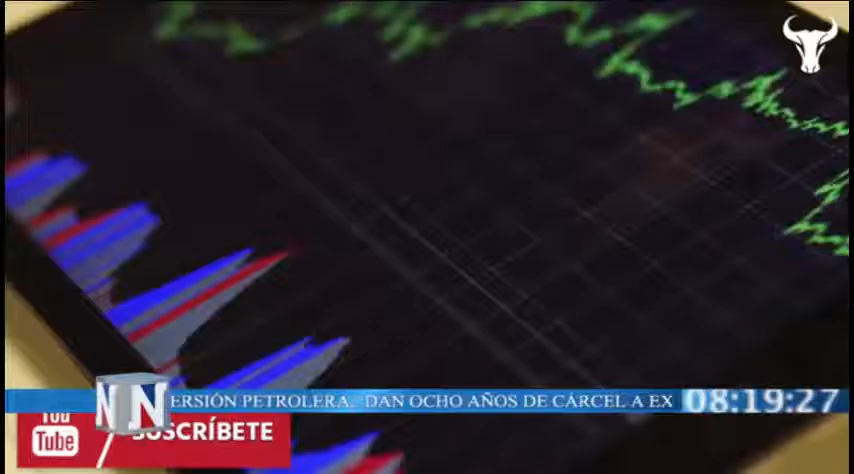 ERSIÓN PETROLERA. DAN OCHO AÑOS DE CÁRCEL A EX
08:19:27
N N
You
Tube
SUSCRÍBETE